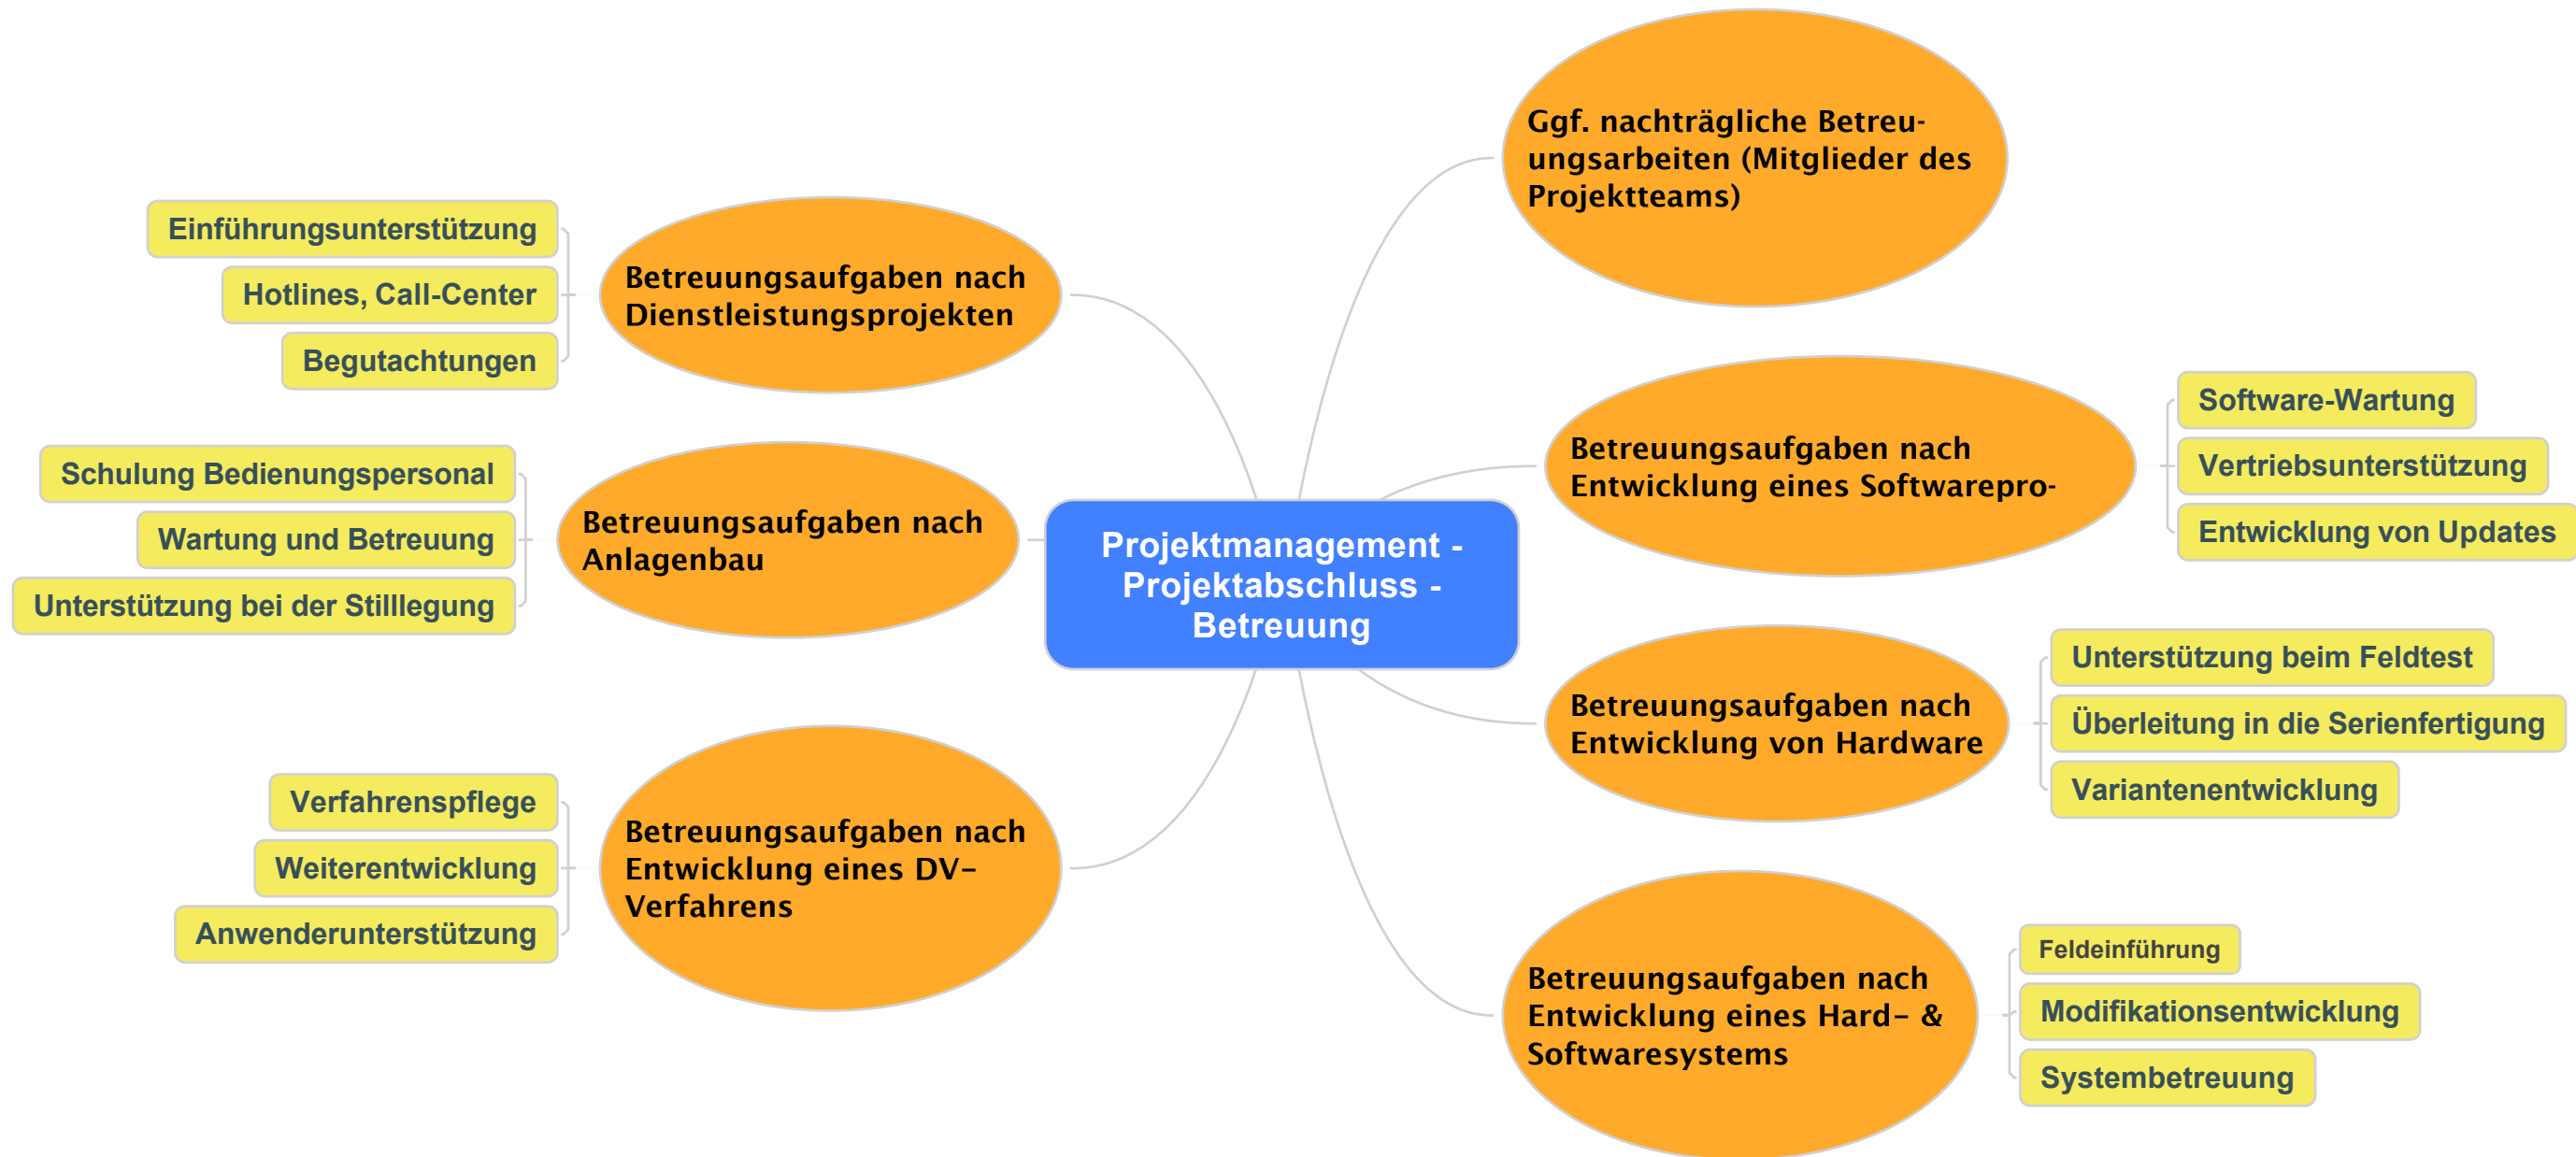 Projektmanagement -
Projektabschluss -
Betreuung
Ggf. nachträgliche Betreu-
ungsarbeiten (Mitglieder des
Projektteams)
Betreuungsaufgaben nach
Entwicklung eines Softwarepro-
Software-Wartung
Vertriebsunterstützung
Entwicklung von Updates
Betreuungsaufgaben nach
Entwicklung von Hardware
Unterstützung beim Feldtest
Überleitung in die Serienfertigung
Variantenentwicklung
Betreuungsaufgaben nach
Entwicklung eines Hard- &
Softwaresystems
Feldeinführung
Modifikationsentwicklung
Systembetreuung
Betreuungsaufgaben nach
Dienstleistungsprojekten
Einführungsunterstützung
Hotlines, Call-Center
Begutachtungen
Betreuungsaufgaben nach
Anlagenbau
Schulung Bedienungspersonal
Wartung und Betreuung
Unterstützung bei der Stilllegung
Betreuungsaufgaben nach
Entwicklung eines DV-
Verfahrens
Verfahrenspflege
Weiterentwicklung
Anwenderunterstützung